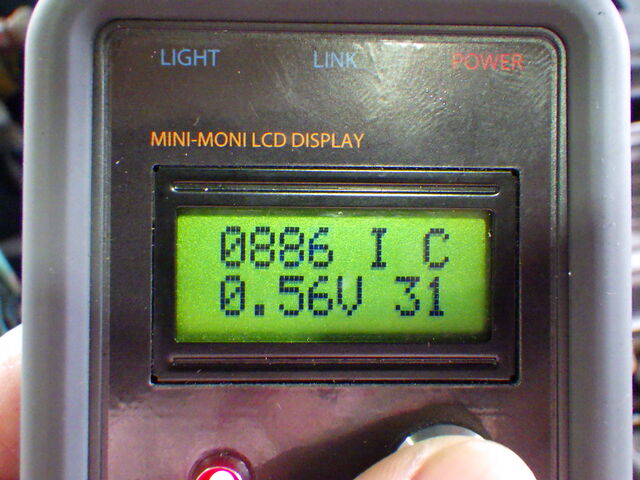 LIGHT LINK POWER
MINI-MONI LCD DISPLAY
0886 I C
0.56V 31